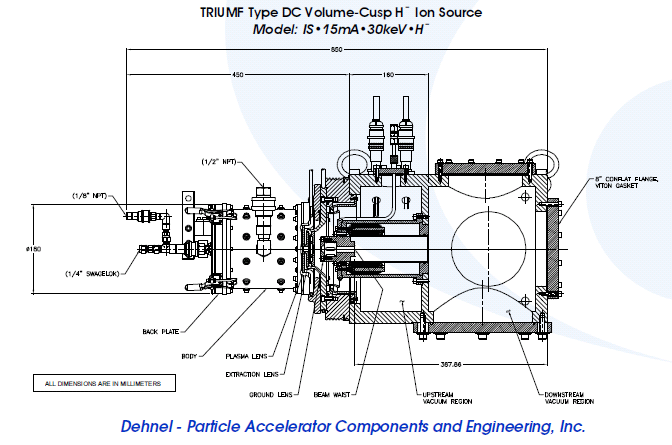 TRIUMF Type DC Volume-Cusp H⁻ Ion Source
Model: IS•15mA•30keV•H⁻
850
450
160
(1/2" NPT)
(1/8" NPT)
8" CONFLAT FLANGE,
VITON GASKET
Ø160
(1/4" SWAGELOK)
BACK PLATE
BODY
PLASMA LENS
EXTRACTION LENS
GROUND LENS
BEAM WAIST
387.86
UPSTREAM
VACUUM REGION
DOWNSTREAM
VACUUM REGION
ALL DIMENSIONS ARE IN MILLIMETERS
Dehnel - Particle Accelerator Components and Engineering, Inc.